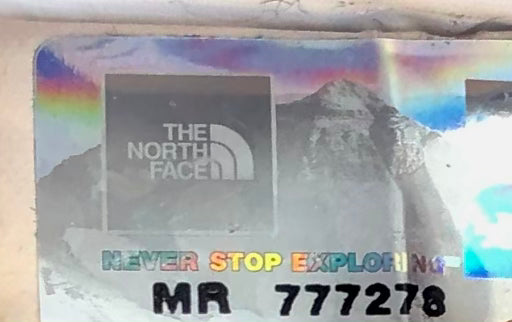 THE
NORTH
FACE
NEVER STOP EXPLORING
MR 777278